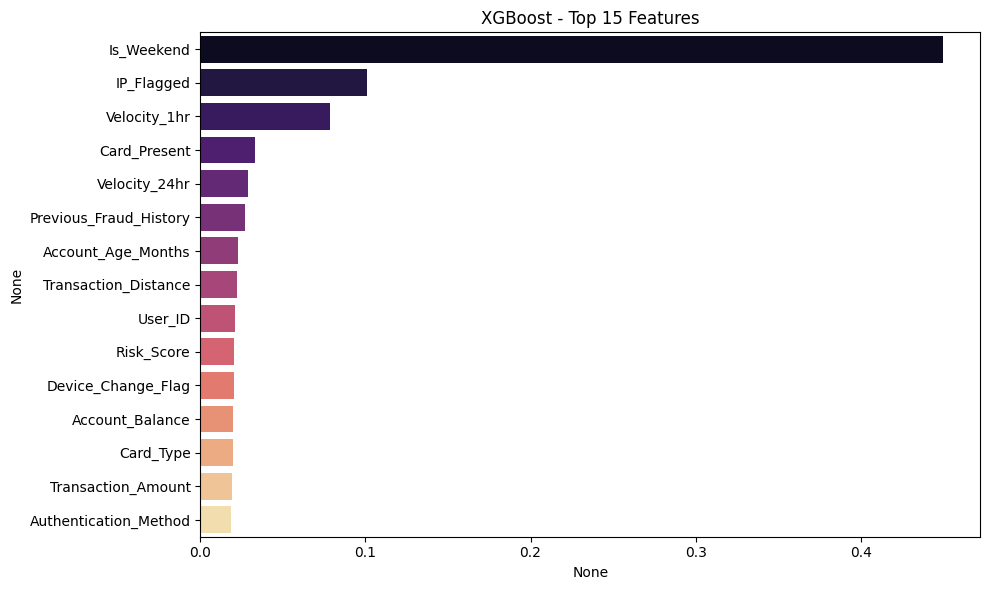 XGBoost - Top 15 Features
None
Is_Weekend
IP_Flagged
Velocity_1hr
Card_Present
Velocity_24hr
Previous_Fraud_History
Account_Age_Months
Transaction_Distance
User_ID
Risk_Score
Device_Change_Flag
Account_Balance
Card_Type
Transaction_Amount
Authentication_Method
0.0 0.1 0.2 0.3 0.4
None